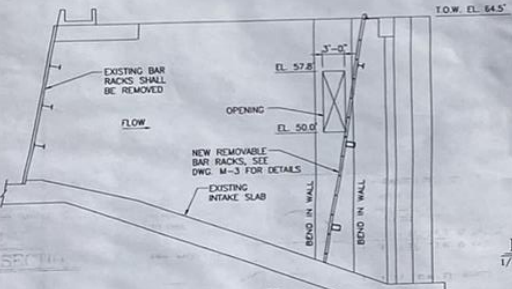 T.O.W. EL. 64.5'
3'-0"
EL. 57.8'
EXISTING BAR
RACKS SHALL
BE REMOVED
OPENING
FLOW
EL. 50.0'
NEW REMOVABLE
BAR RACKS, SEE
DWG. M-3 FOR DETAILS
EXISTING
INTAKE SLAB
BEND IN WALL
BEND IN WALL
1/